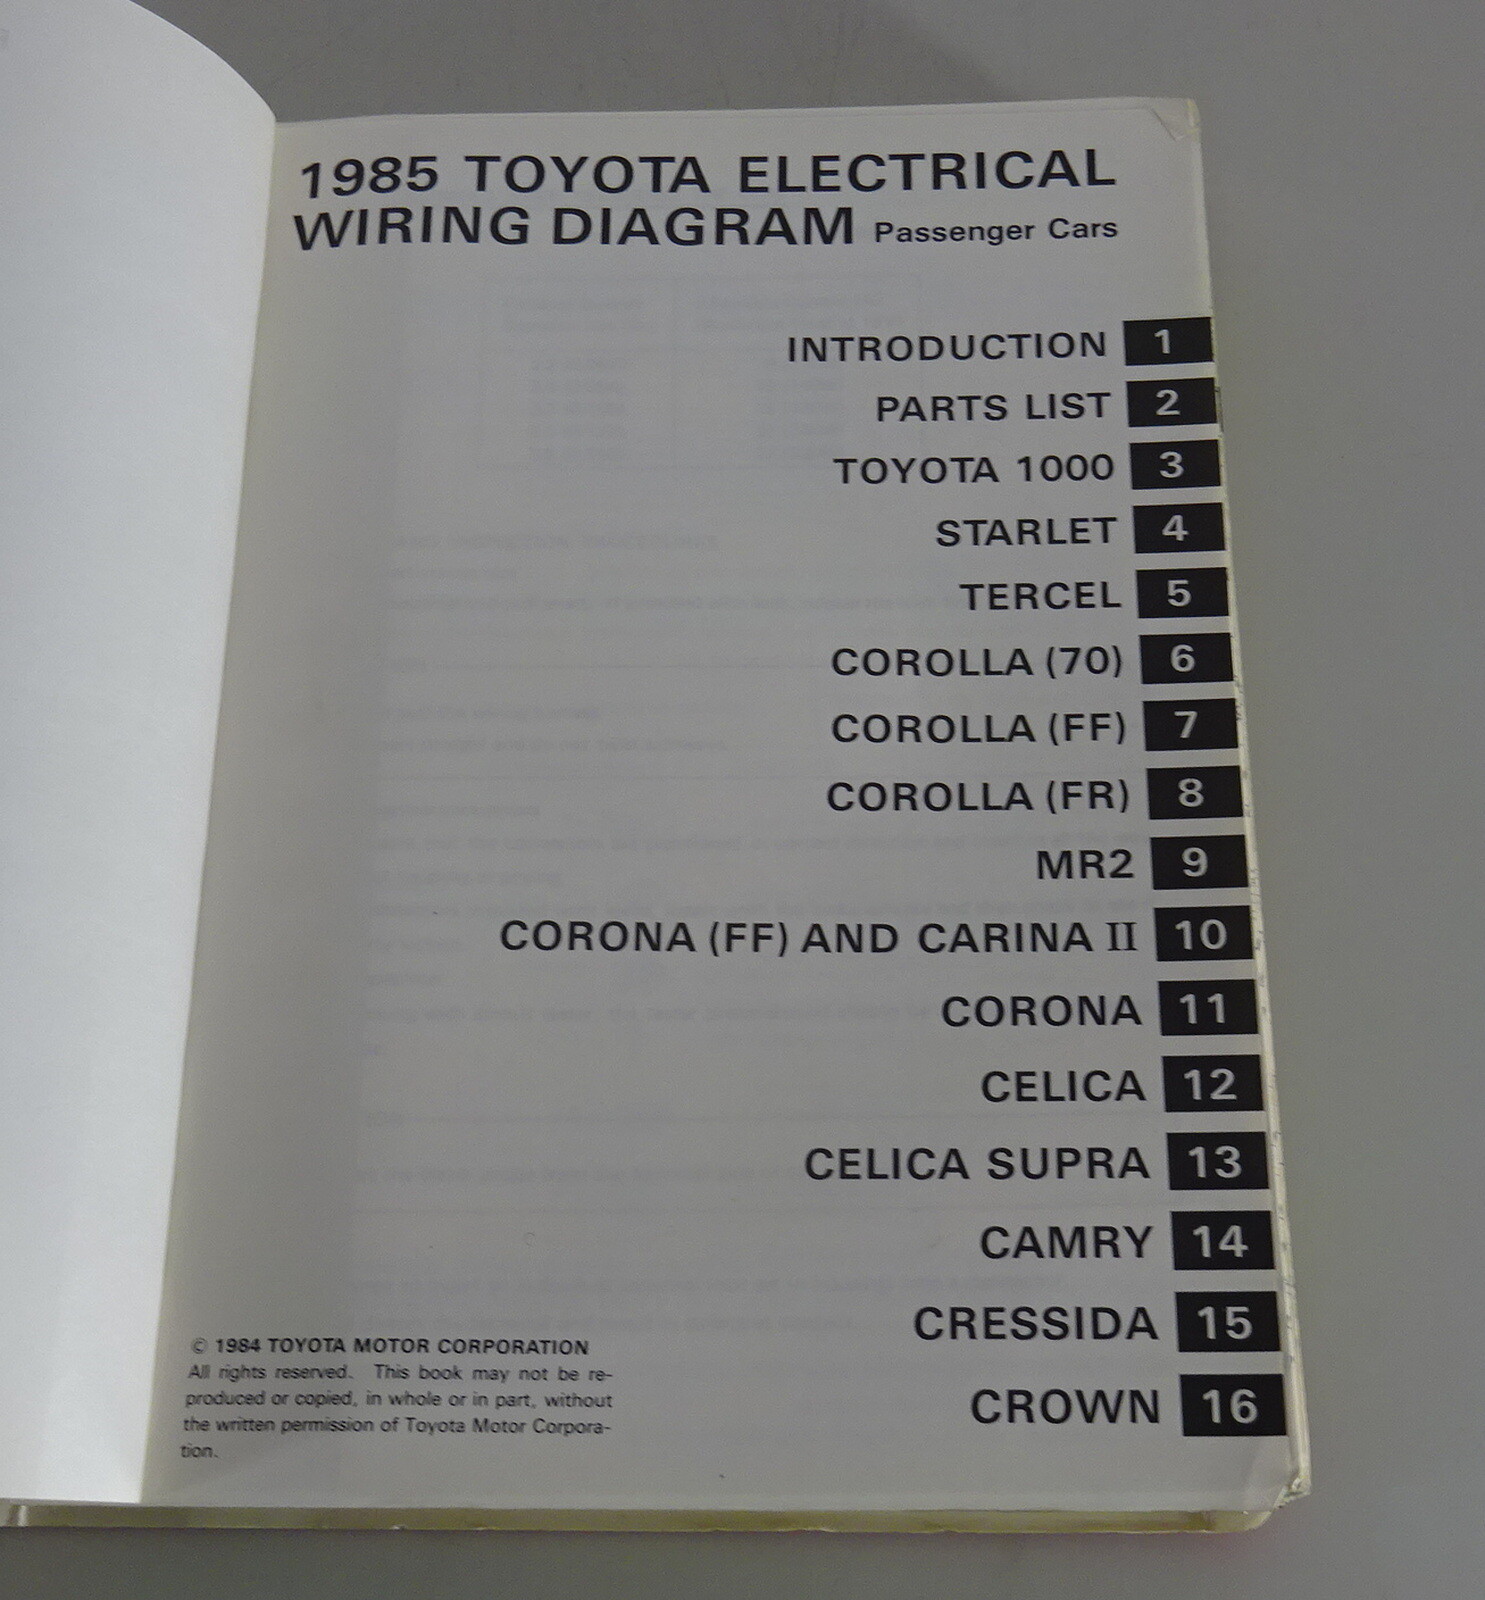 1985 TOYOTA ELECTRICAL
WIRING DIAGRAM Passenger Cars
INTRODUCTION 1
PARTS LIST 2
TOYOTA 1000 3
STARLET 4
TERCEL 5
COROLLA (70) 6
COROLLA (FF) 7
COROLLA (FR) 8
MR2 9
CORONA (FF) AND CARINA II 10
CORONA 11
CELICA 12
CELICA SUPRA 13
CAMRY 14
CRESSIDA 15
CROWN 16
© 1984 TOYOTA MOTOR CORPORATION
All rights reserved. This book may not be re-
produced or copied, in whole or in part, without
the written permission of Toyota Motor Corpora-
tion.